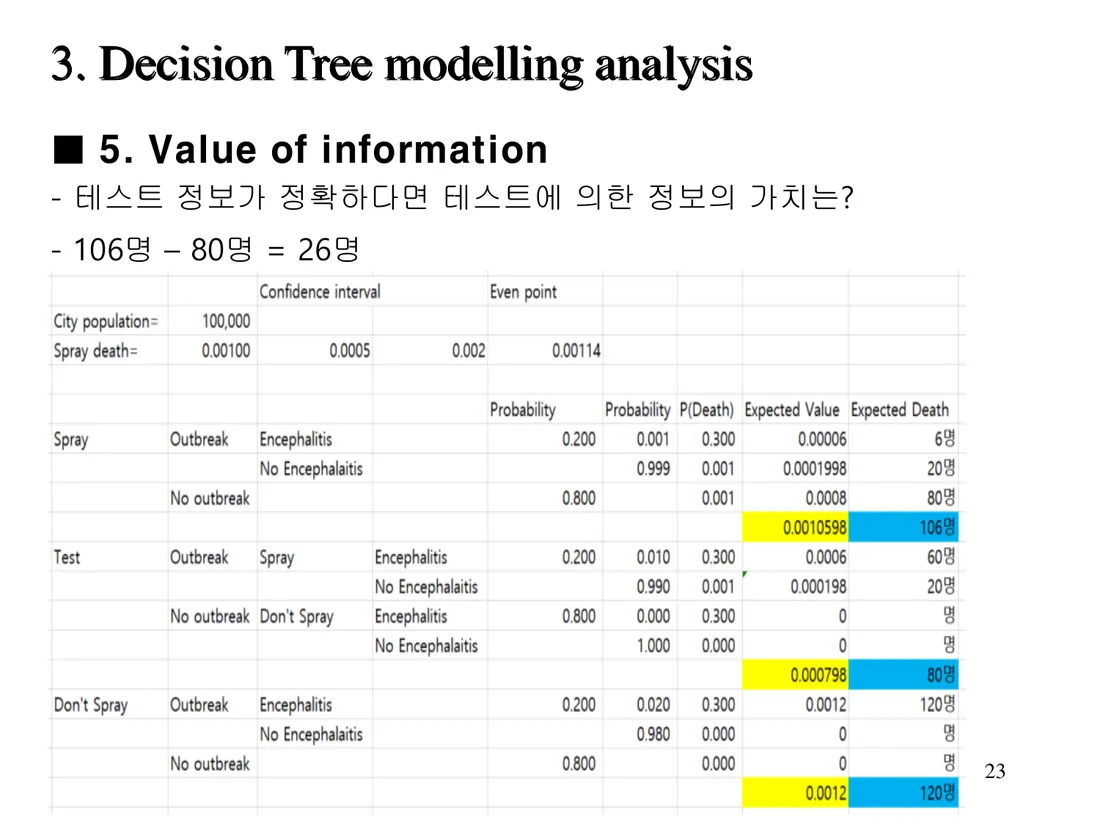 3. Decision Tree modelling analysis
■ 5. Value of information
- 테스트 정보가 정확하다면 테스트에 의한 정보의 가치는?
- 106명 – 80명 = 26명
Confidence interval Even point
City population= 100,000
Spray death= 0.00100 0.0005 0.002 0.00114
Probability Probability P(Death) Expected Value Expected Death
Spray Outbreak Encephalitis 0.200 0.001 0.300 0.00006 6명
No Encephalaitis 0.999 0.001 0.0001998 20명
No outbreak 0.800 0.001 0.0008 80명
0.0010598 106명
Test Outbreak Spray Encephalitis 0.200 0.010 0.300 0.0006 60명
No Encephalaitis 0.990 0.001 0.000198 20명
No outbreak Don't Spray Encephalitis 0.800 0.000 0.300 0 명
No Encephalaitis 1.000 0.000 0 명
0.000798 80명
Don't Spray Outbreak Encephalitis 0.200 0.020 0.300 0.0012 120명
No Encephalaitis 0.980 0.000 0 명
No outbreak 0.800 0.000 0 명
23
0.0012 120명